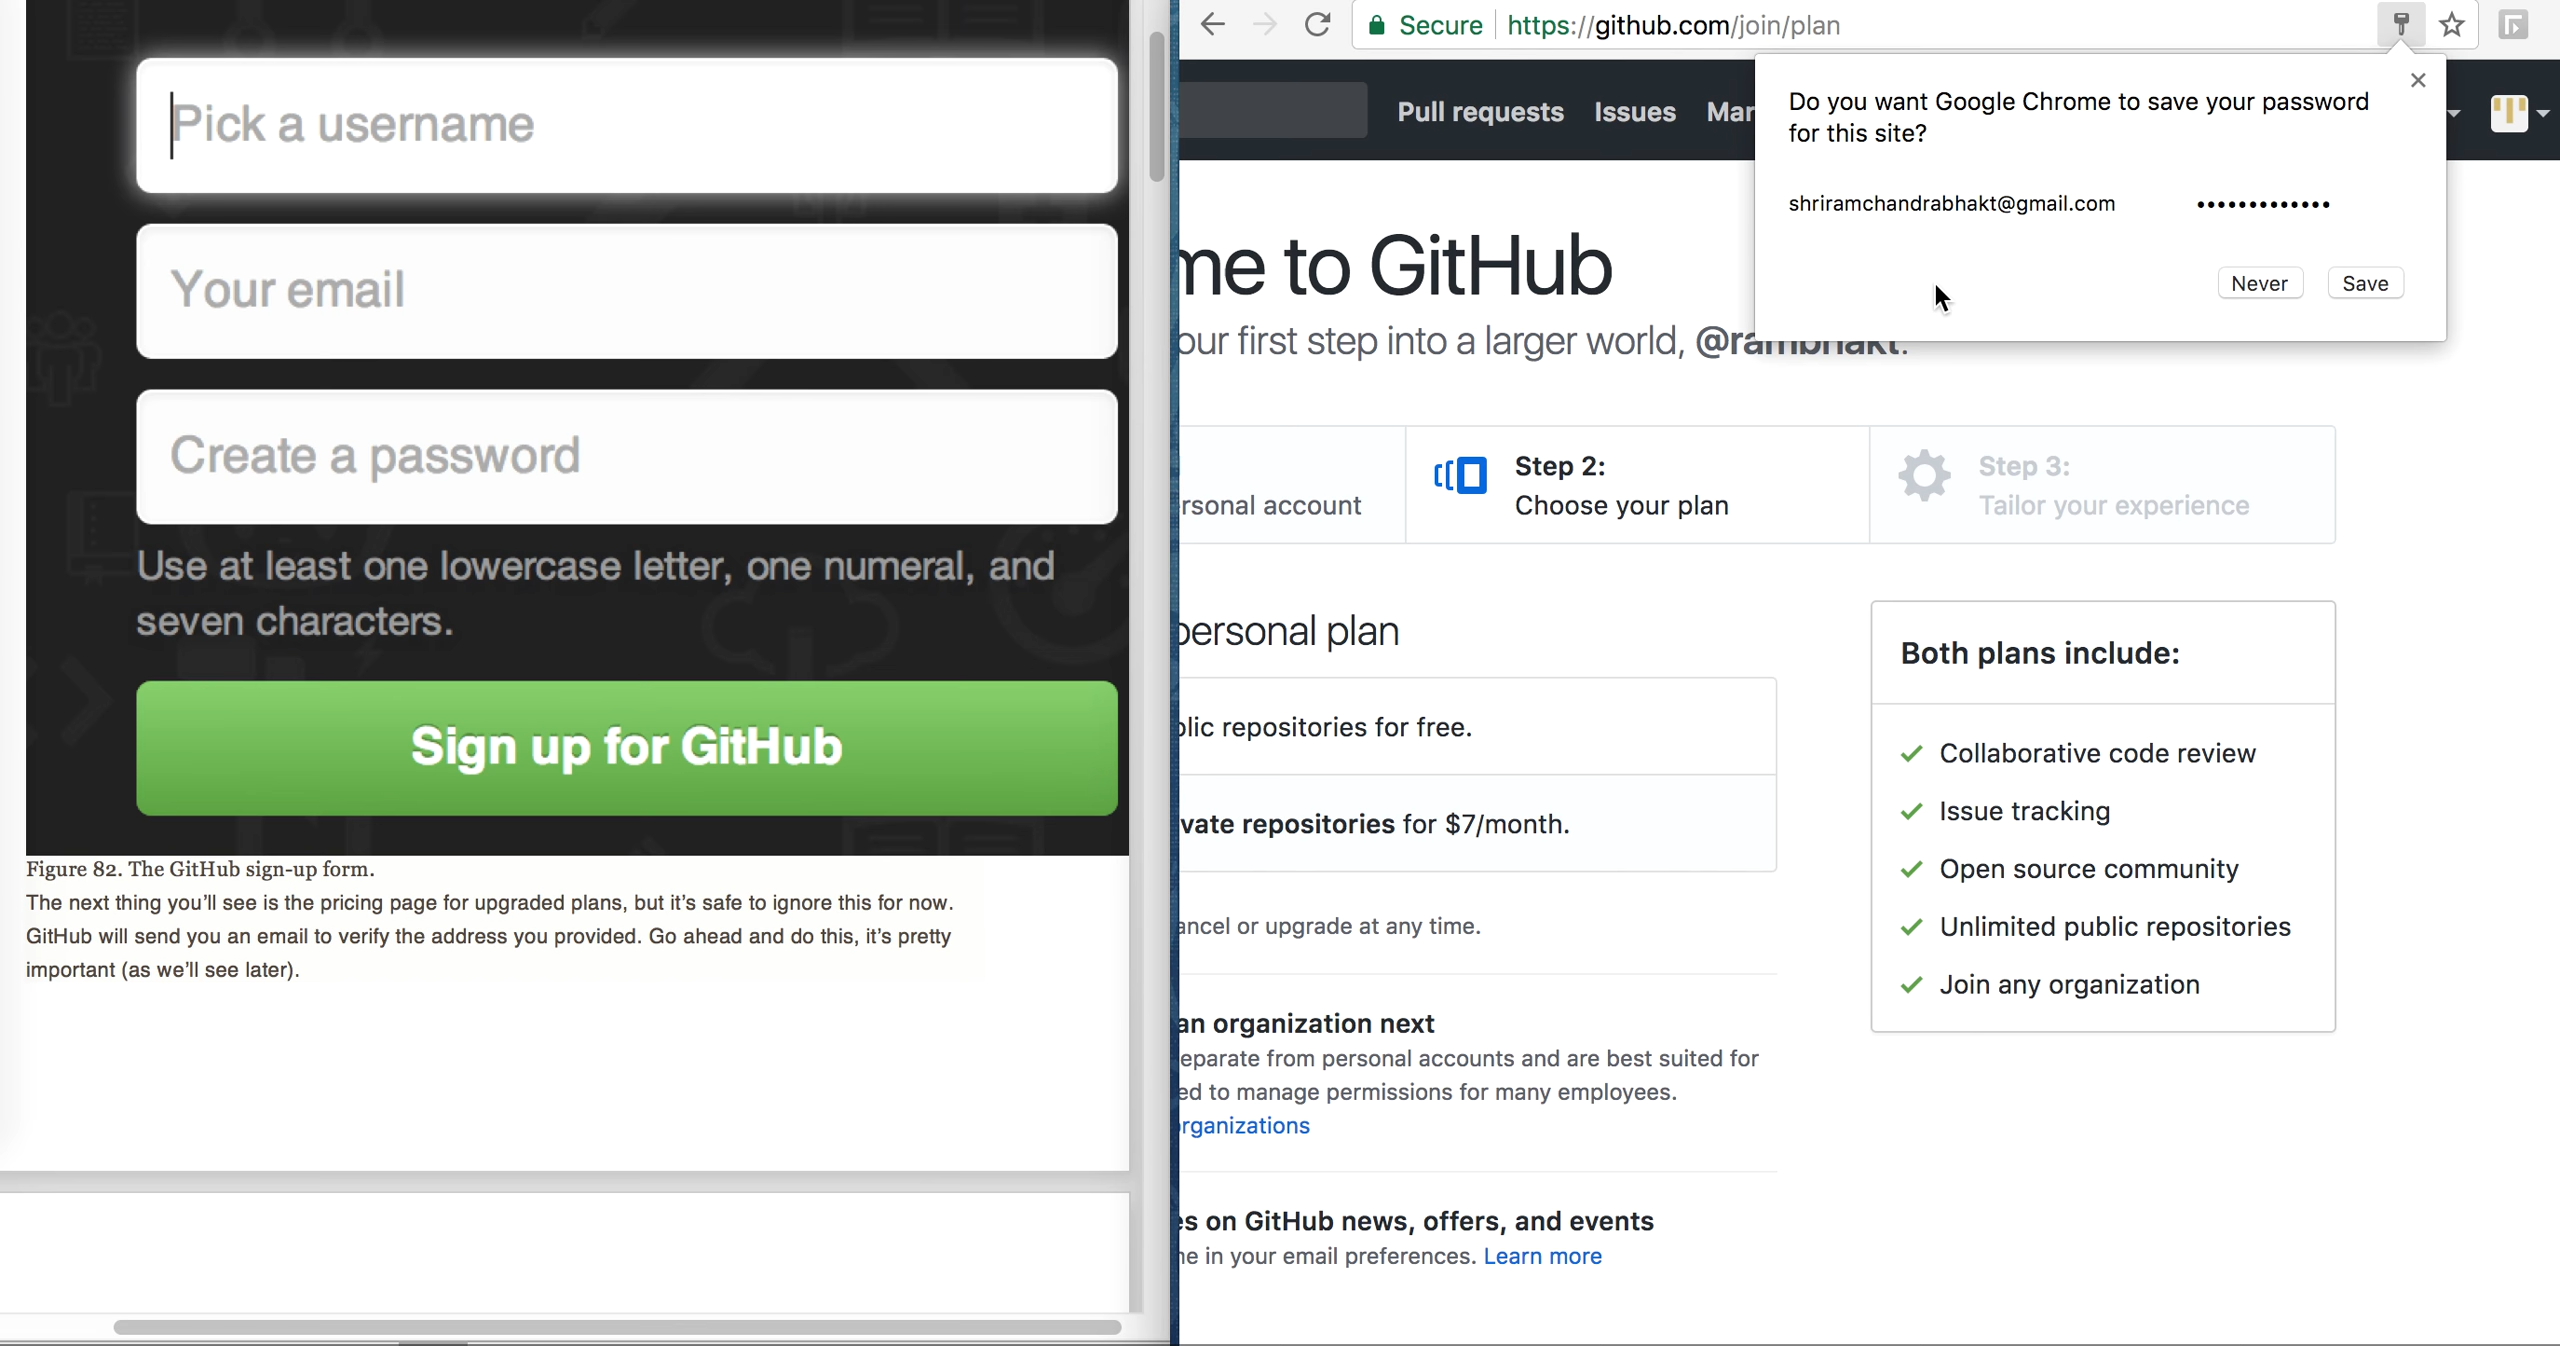 Pick a username
Your email
Create a password
Use at least one lowercase letter, one numeral, and
seven characters.
Sign up for GitHub
Figure 82. The GitHub sign-up form.
The next thing you’ll see is the pricing page for upgraded plans, but it’s safe to ignore this for now.
GitHub will send you an email to verify the address you provided. Go ahead and do this, it’s pretty
important (as we’ll see later).
Secure https://github.com/join/plan
Pull requests Issues Mar
Do you want Google Chrome to save your password
for this site?
shriramchandrabhakt@gmail.com •••••••••••••
Never Save
me to GitHub
our first step into a larger world, @rambhakt.
Step 2:
Choose your plan
Step 3:
Tailor your experience
rsonal account
personal plan
blic repositories for free.
vate repositories for $7/month.
ancel or upgrade at any time.
an organization next
eparate from personal accounts and are best suited for
ed to manage permissions for many employees.
organizations
es on GitHub news, offers, and events
ne in your email preferences. Learn more
Both plans include:
Collaborative code review
Issue tracking
Open source community
Unlimited public repositories
Join any organization